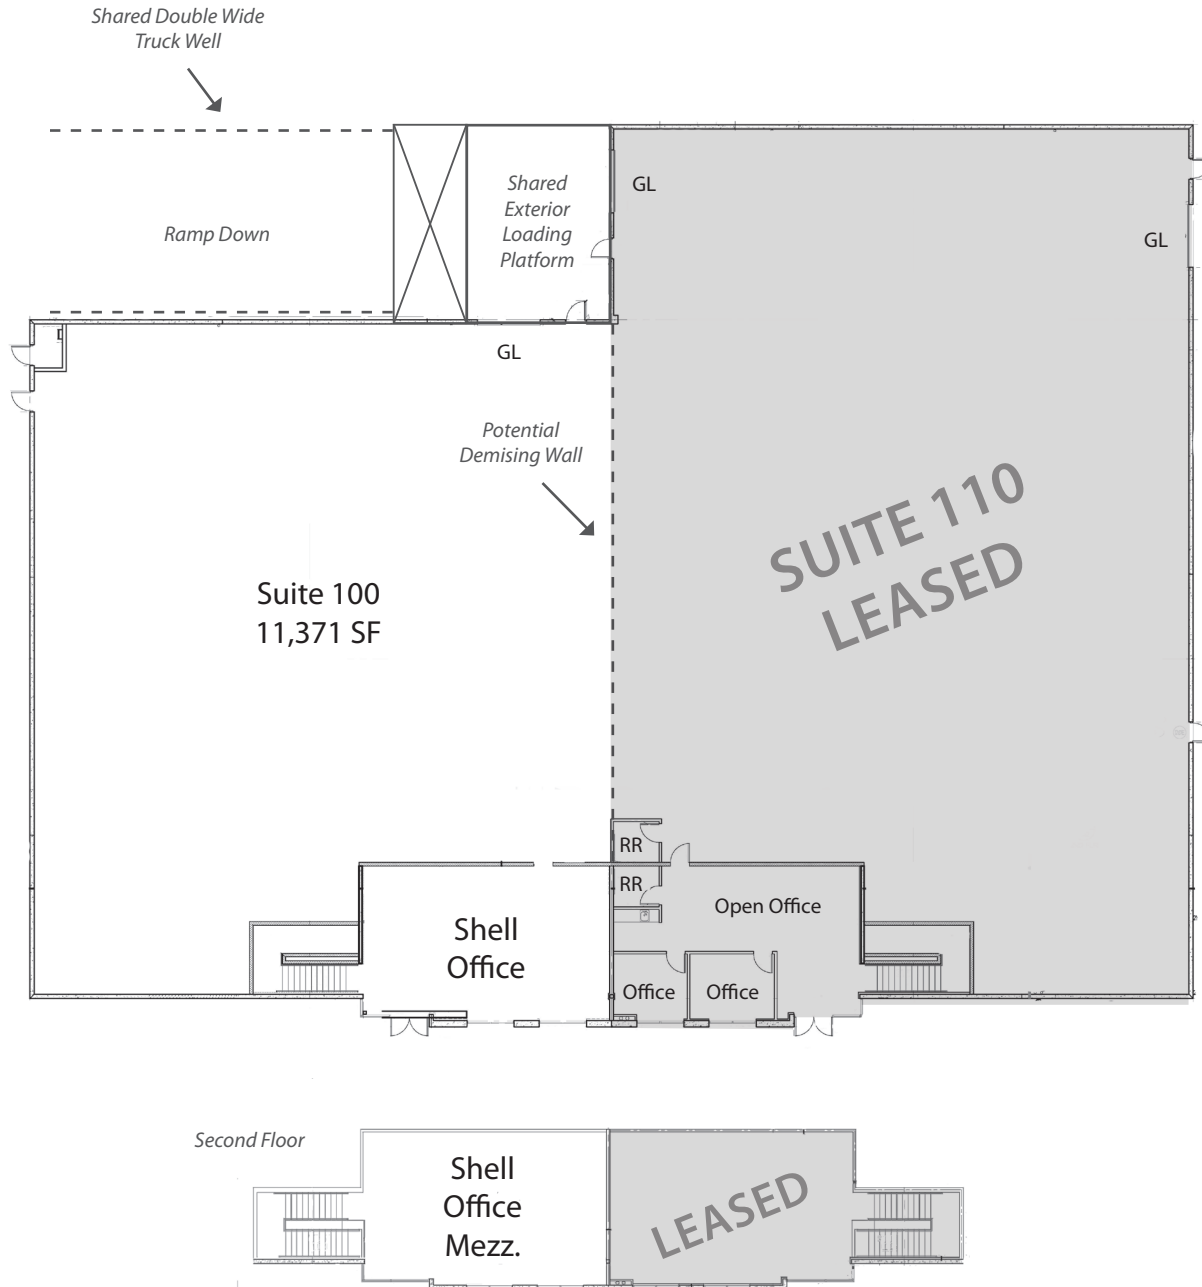 Shared Double Wide
Truck Well
Ramp Down
Shared
Exterior
Loading
Platform
GL
GL
GL
Potential
Demising Wall
SUITE 110
LEASED
Suite 100
11,371 SF
RR
RR
Open Office
Shell
Office
Office
Office
Second Floor
Shell
Office
Mezz.
LEASED